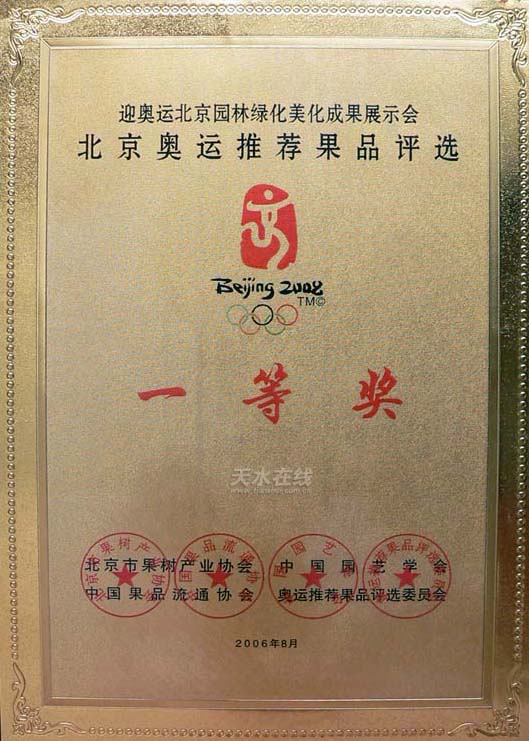 迎奥运北京园林绿化美化成果展示会
北京奥运推荐果品评选
Beijing 2008
TM©
一等奖
天水在线
北京市果树产业协会 中国园艺学会
中国果品流通协会 奥运推荐果品评选委员会
2006年8月